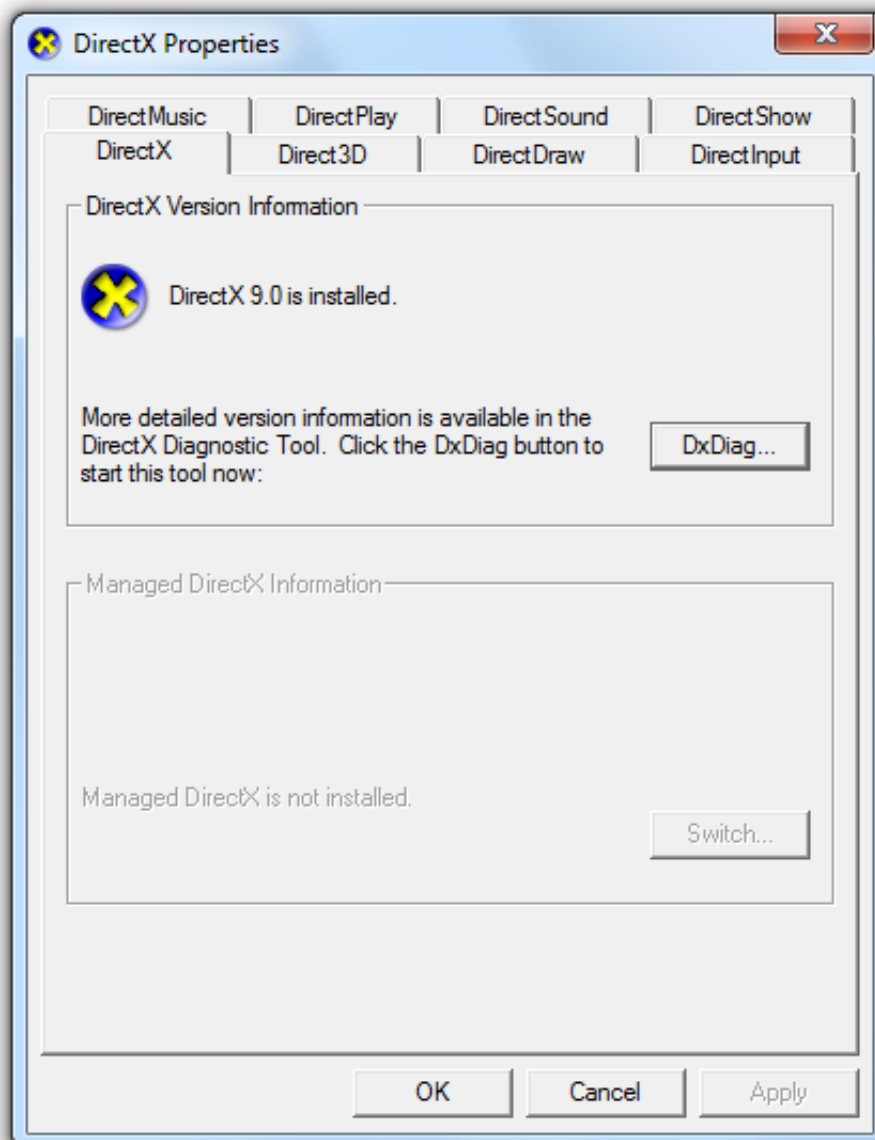 DirectX Properties
DirectMusic DirectPlay DirectSound DirectShow
DirectX Direct3D DirectDraw DirectInput
DirectX Version Information
DirectX 9.0 is installed.
More detailed version information is available in the
DirectX Diagnostic Tool.  Click the DxDiag button to
start this tool now:
DxDiag...
Managed DirectX Information
Managed DirectX is not installed.
Switch...
OK Cancel Apply